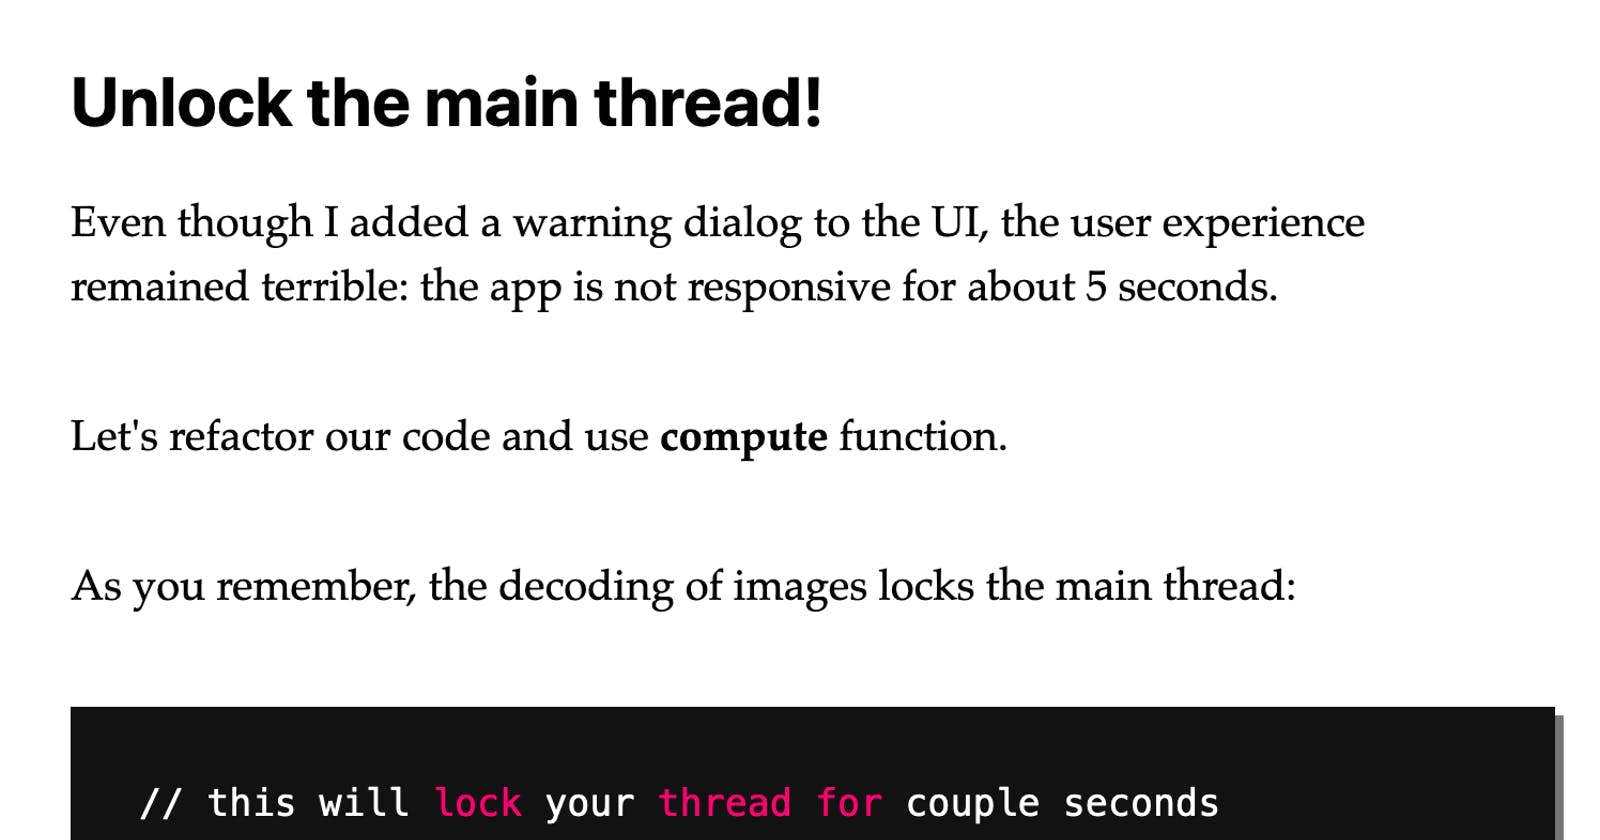 Unlock the main thread!
Even though I added a warning dialog to the UI, the user experience
remained terrible: the app is not responsive for about 5 seconds.
Let's refactor our code and use compute function.
As you remember, the decoding of images locks the main thread:
// this will lock your thread for couple seconds